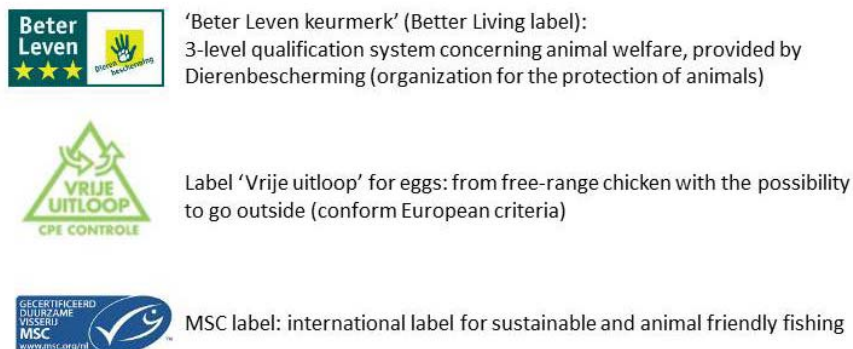 Beter
Leven
Dieren
bescherming
‘Beter Leven keurmerk’ (Better Living label):
3-level qualification system concerning animal welfare, provided by
Dierenbescherming (organization for the protection of animals)
VRIJE
UITLOOP
CPE CONTROLE
Label ‘Vrije uitloop’ for eggs: from free-range chicken with the possibility
to go outside (conform European criteria)
GECERTIFICEERD
DUURZAME
VISSERIJ
MSC
www.msc.org/nl
TM
MSC label: international label for sustainable and animal friendly fishing